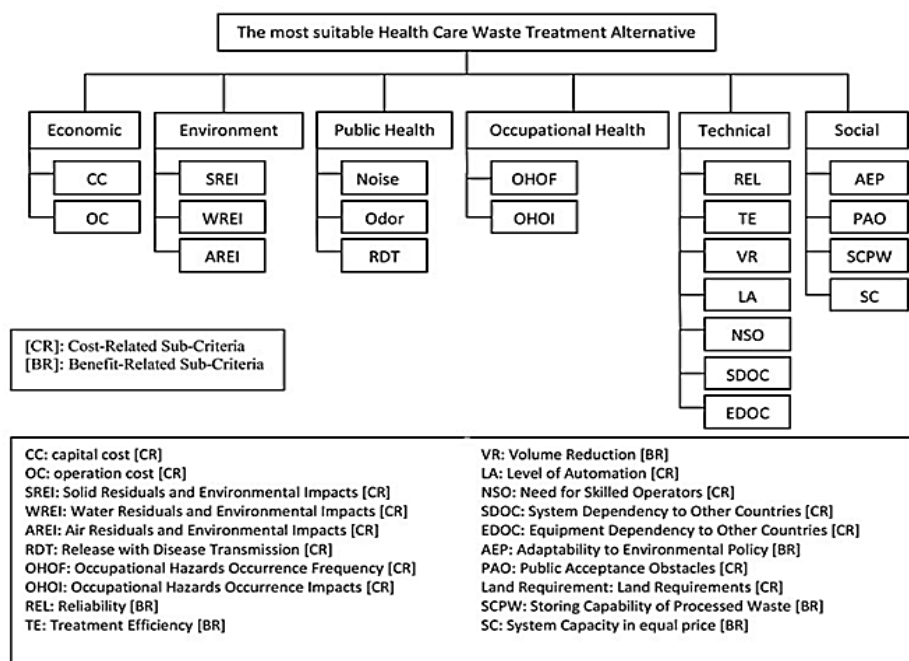 The most suitable Health Care Waste Treatment Alternative
Economic
CC
OC
Environment
SREI
WREI
AREI
Public Health
Noise
Odor
RDT
Occupational Health
OHOF
OHOI
Technical
REL
TE
VR
LA
NSO
SDOC
EDOC
Social
AEP
PAO
SCPW
SC
[CR]: Cost-Related Sub-Criteria
[BR]: Benefit-Related Sub-Criteria
CC: capital cost [CR]
OC: operation cost [CR]
SREI: Solid Residuals and Environmental Impacts [CR]
WREI: Water Residuals and Environmental Impacts [CR]
AREI: Air Residuals and Environmental Impacts [CR]
RDT: Release with Disease Transmission [CR]
OHOF: Occupational Hazards Occurrence Frequency [CR]
OHOI: Occupational Hazards Occurrence Impacts [CR]
REL: Reliability [BR]
TE: Treatment Efficiency [BR]
VR: Volume Reduction [BR]
LA: Level of Automation [CR]
NSO: Need for Skilled Operators [CR]
SDOC: System Dependency to Other Countries [CR]
EDOC: Equipment Dependency to Other Countries [CR]
AEP: Adaptability to Environmental Policy [BR]
PAO: Public Acceptance Obstacles [CR]
Land Requirement: Land Requirements [CR]
SCPW: Storing Capability of Processed Waste [BR]
SC: System Capacity in equal price [BR]